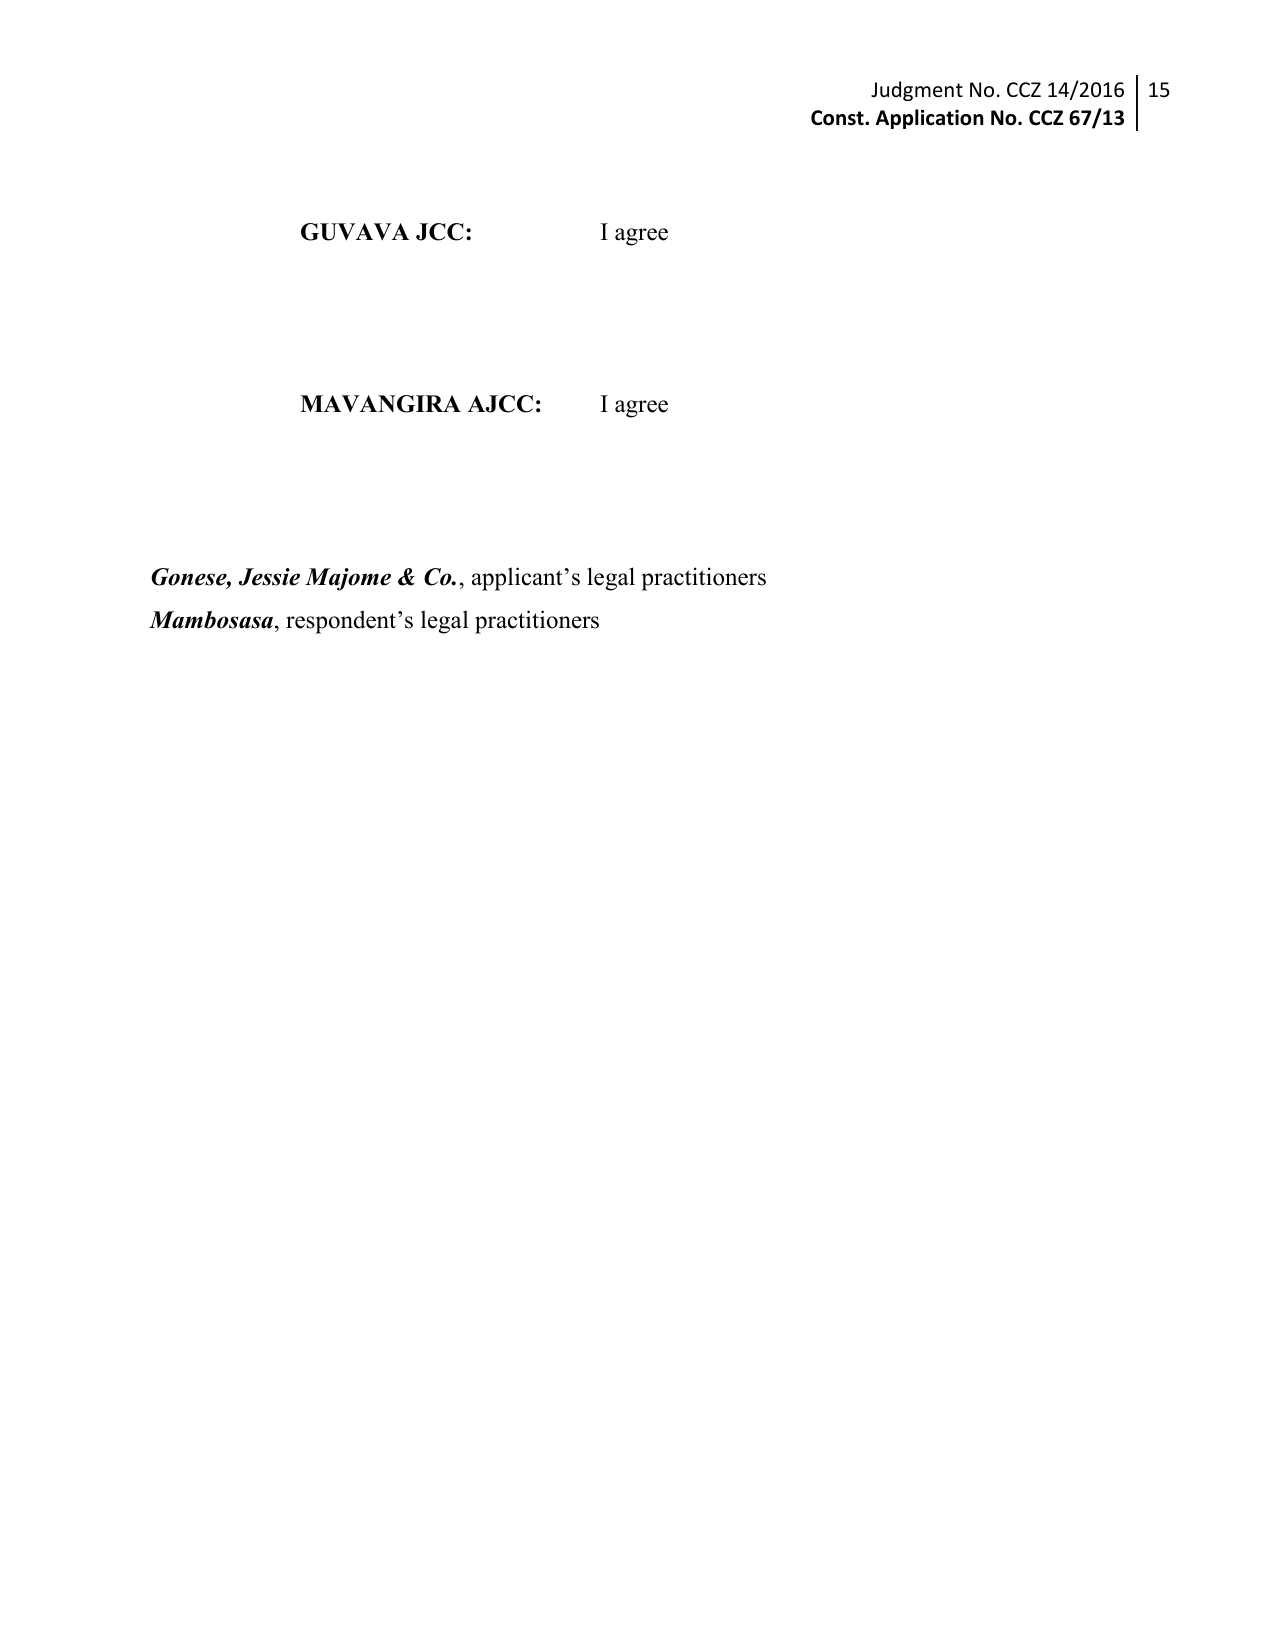 Judgment No. CCZ 14/2016 15
Const. Application No. CCZ 67/13
GUVAVA JCC: I agree
MAVANGIRA AJCC: I agree
Gonese, Jessie Majome & Co., applicant’s legal practitioners
Mambosasa, respondent’s legal practitioners